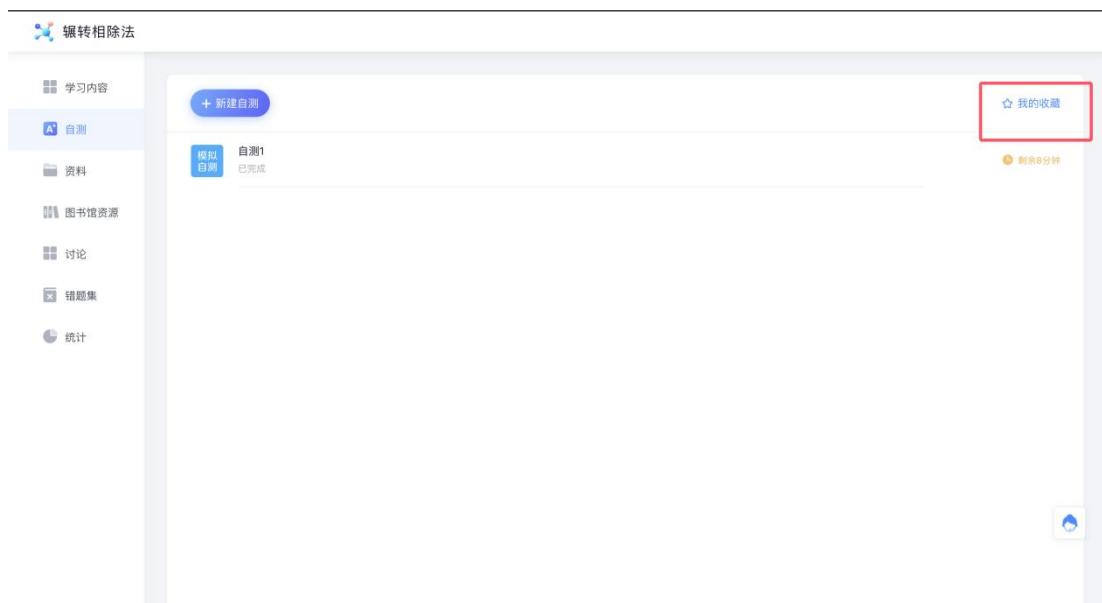 辗转相除法
学习内容
自测
资料
图书馆资源
讨论
错题集
统计
+ 新建自测
我的收藏
模拟
自测
自测1
已完成
剩余8分钟